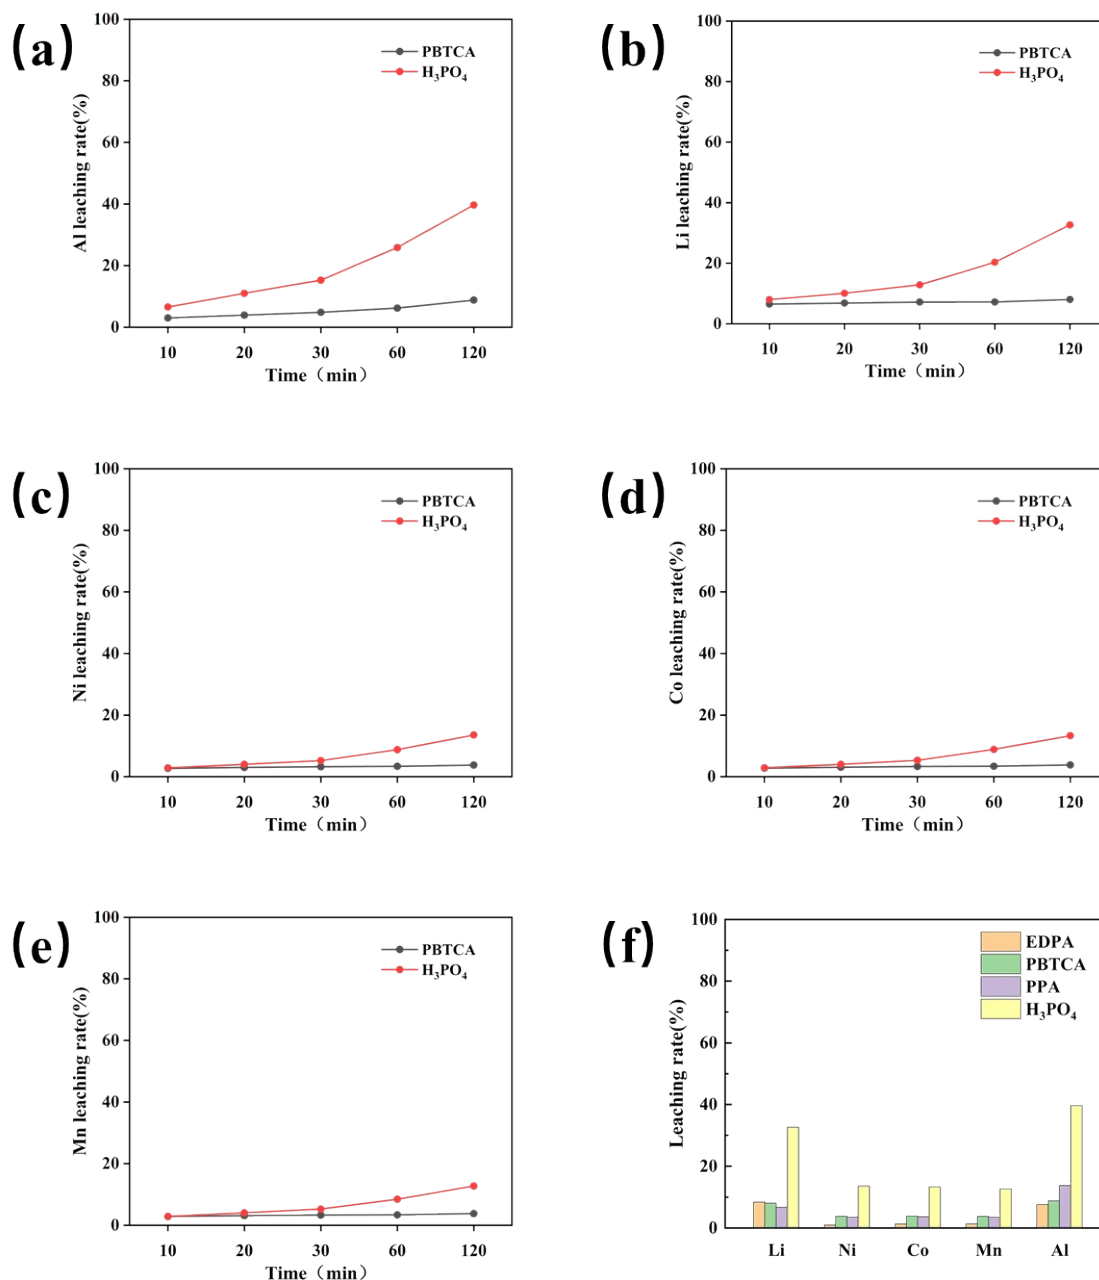 (a)
Al leaching rate(%)
100
80
60
40
20
0
PBTCA
H₃PO₄
10 20 30 60 120
Time（min）
(b)
Li leaching rate(%)
100
80
60
40
20
0
PBTCA
H₃PO₄
10 20 30 60 120
Time（min）
(c)
Ni leaching rate(%)
100
80
60
40
20
0
PBTCA
H₃PO₄
10 20 30 60 120
Time（min）
(d)
Co leaching rate(%)
100
80
60
40
20
0
PBTCA
H₃PO₄
10 20 30 60 120
Time（min）
(e)
Mn leaching rate(%)
100
80
60
40
20
0
PBTCA
H₃PO₄
10 20 30 60 120
Time（min）
(f)
Leaching rate(%)
100
80
60
40
20
0
EDPA
PBTCA
PPA
H₃PO₄
Li Ni Co Mn Al